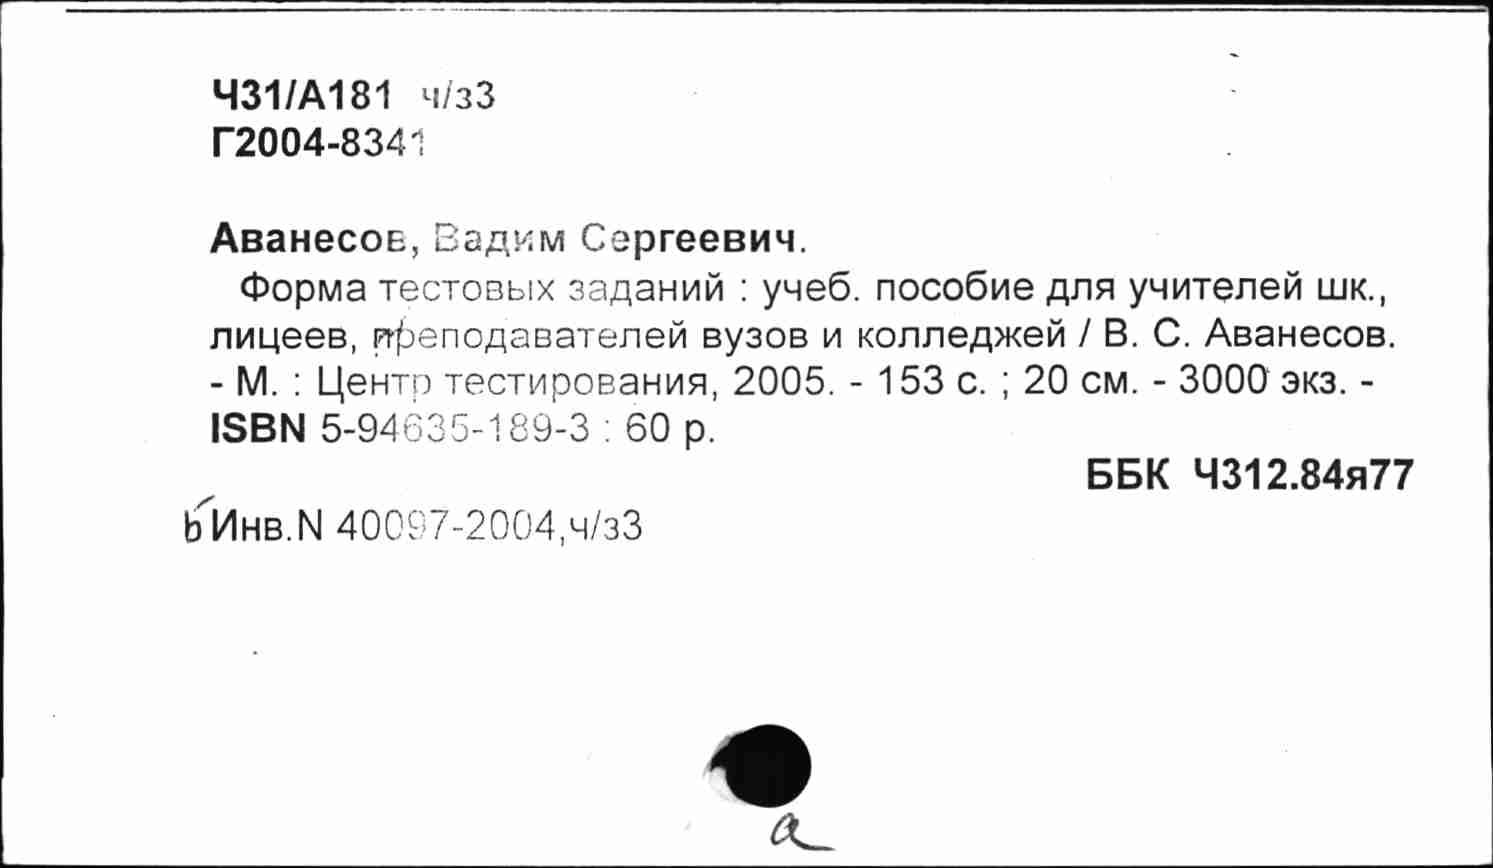 Ч31/А181 ч/з3
Г2004-8341
Аванесов, Вадим Сергеевич.
Форма тестовых заданий : учеб. пособие для учителей шк.,
лицеев, преподавателей вузов и колледжей / В. С. Аванесов.
- М. : Центр тестирования, 2005. - 153 с. ; 20 см. - 3000 экз. -
ISBN 5-94635-189-3 : 60 р.
ББК Ч312.84я77
б Инв.N 40097-2004,ч/з3
а